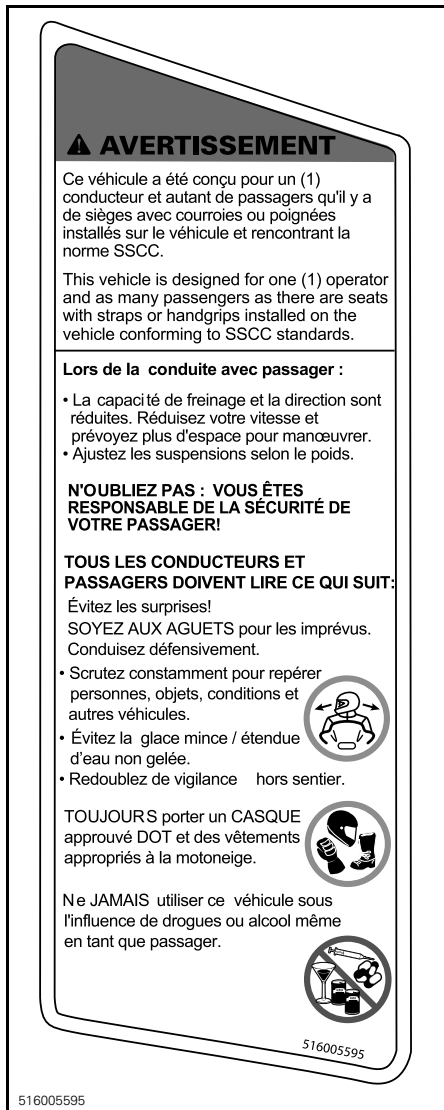 AVERTISSEMENT
Ce véhicule a été conçu pour un (1)
conducteur et autant de passagers qu'il y a
de sièges avec courroies ou poignées
installés sur le véhicule et rencontrant la
norme SSCC.
This vehicle is designed for one (1) operator
and as many passengers as there are seats
with straps or handgrips installed on the
vehicle conforming to SSCC standards.
Lors de la conduite avec passager :
• La capacité de freinage et la direction sont
réduites. Réduisez votre vitesse et
prévoyez plus d'espace pour manœuvrer.
• Ajustez les suspensions selon le poids.
N'OUBLIEZ PAS : VOUS ÊTES
RESPONSABLE DE LA SÉCURITÉ DE
VOTRE PASSAGER!
TOUS LES CONDUCTEURS ET
PASSAGERS DOIVENT LIRE CE QUI SUIT:
Évitez les surprises!
SOYEZ AUX AGUETS pour les imprévus.
Conduisez défensivement.
• Scrutez constamment pour repérer
personnes, objets, conditions et
autres véhicules.
• Évitez la glace mince / étendue
d'eau non gelée.
• Redoublez de vigilance hors sentier.
TOUJOURS porter un CASQUE
approuvé DOT et des vêtements
appropriés à la motoneige.
Ne JAMAIS utiliser ce véhicule sous
l'influence de drogues ou alcool même
en tant que passager.
516005595
516005595